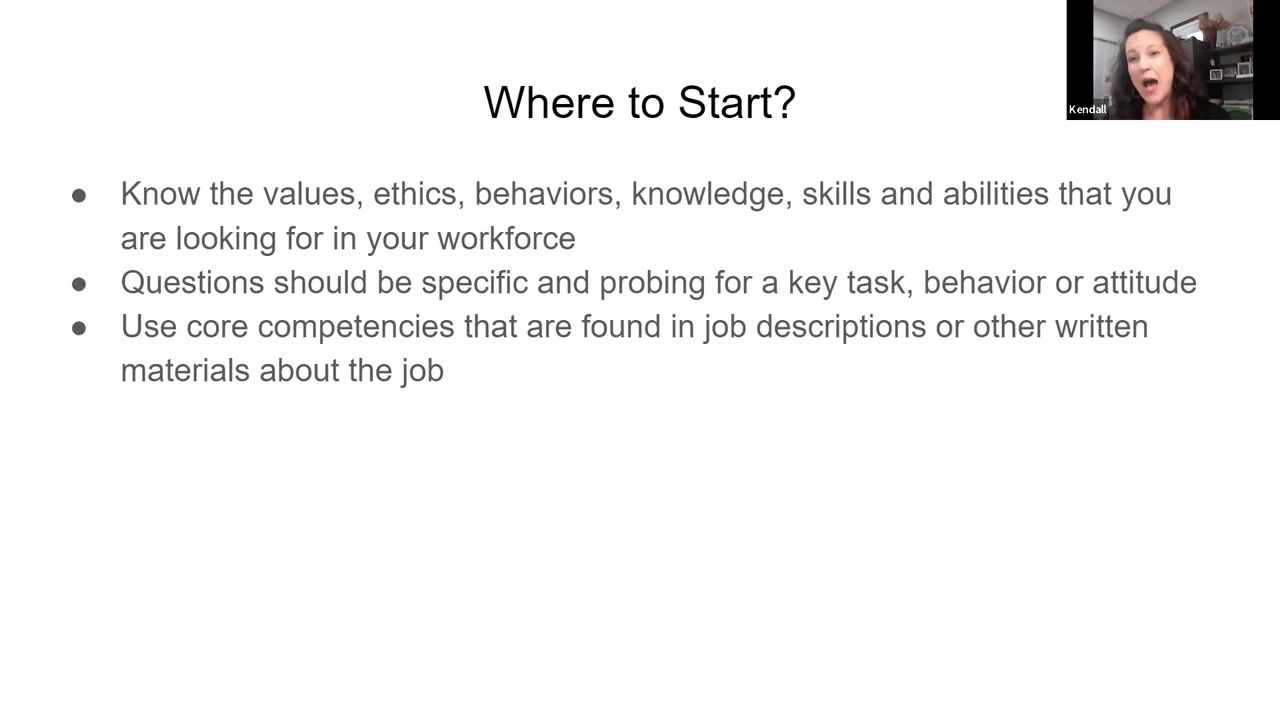 Where to Start?
Kendall
● Know the values, ethics, behaviors, knowledge, skills and abilities that you
are looking for in your workforce
● Questions should be specific and probing for a key task, behavior or attitude
● Use core competencies that are found in job descriptions or other written
materials about the job